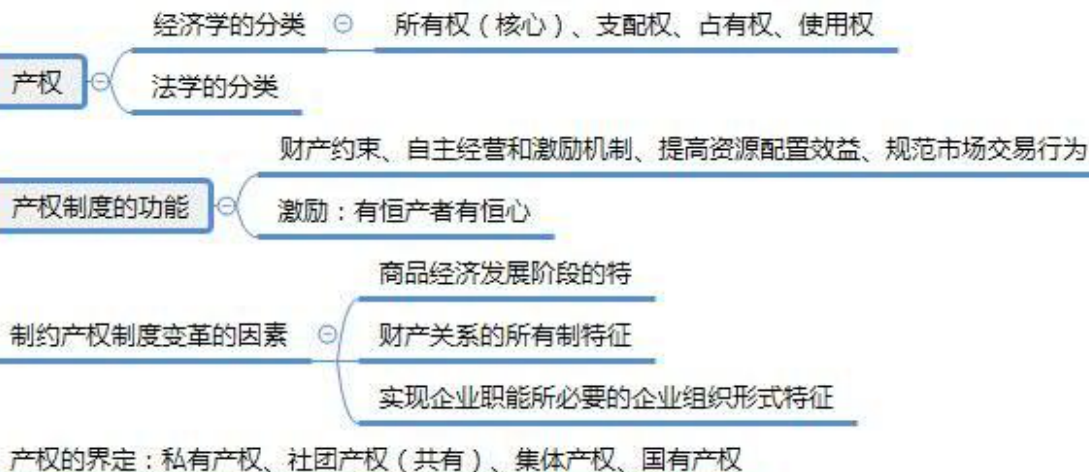 经济学的分类
所有权（核心）、支配权、占有权、使用权
产权
法学的分类
财产约束、自主经营和激励机制、提高资源配置效益、规范市场交易行为
产权制度的功能
激励：有恒产者有恒心
商品经济发展阶段的特
制约产权制度变革的因素
财产关系的所有制特征
实现企业职能所必要的企业组织形式特征
产权的界定：私有产权、社团产权（共有）、集体产权、国有产权